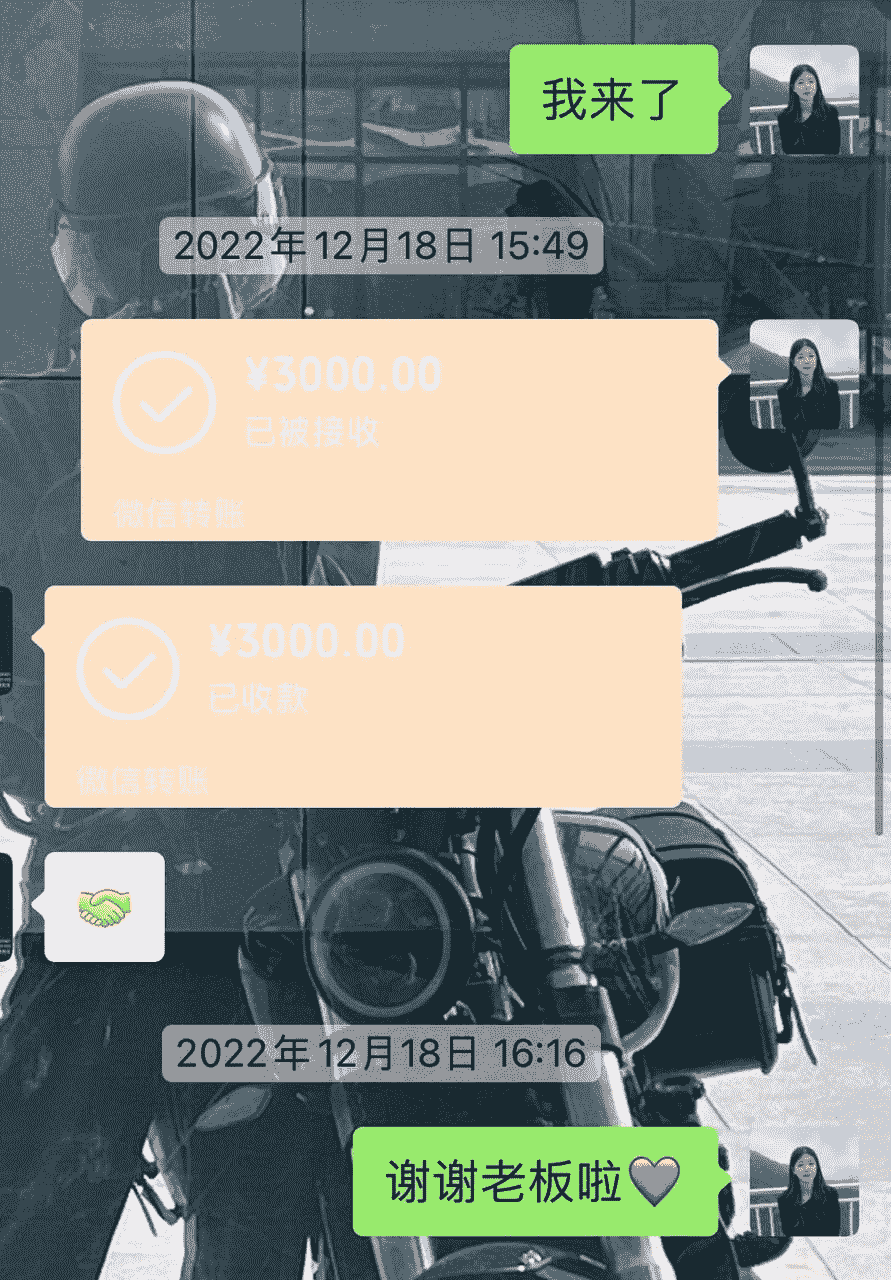 我来了
2022年12月18日 15:49
¥3000.00
已被接收
微信转账
¥3000.00
已收款
微信转账
2022年12月18日 16:16
谢谢老板啦🩶